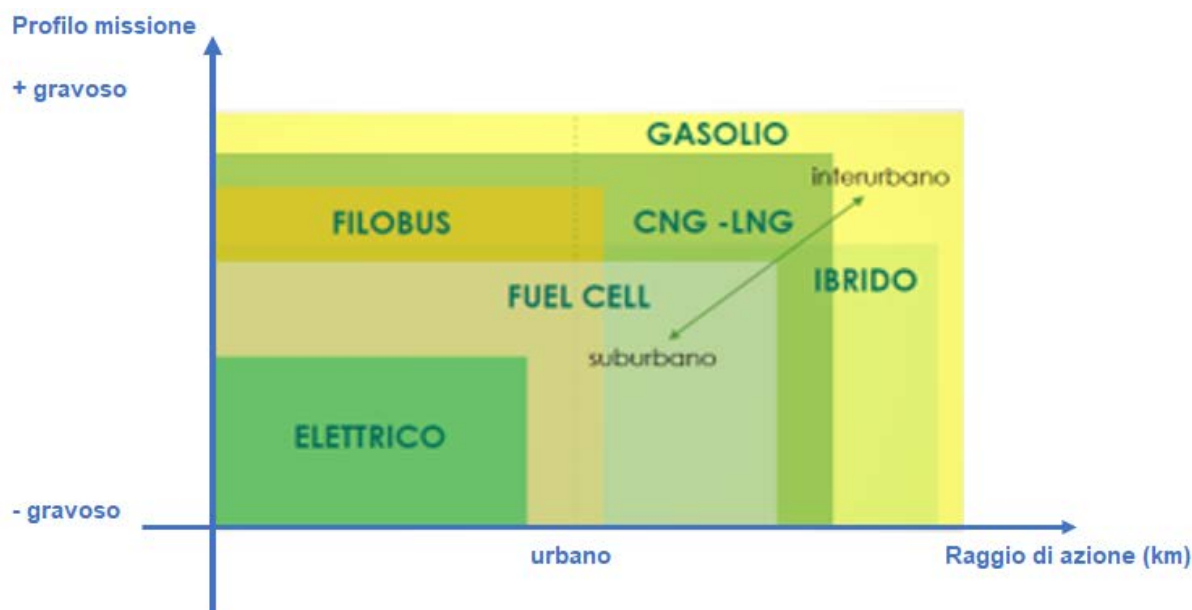 Profilo missione
+ gravoso
GASOLIO
interurbano
FILOBUS
CNG -LNG
IBRIDO
FUEL CELL
suburbano
ELETTRICO
- gravoso
urbano
Raggio di azione (km)